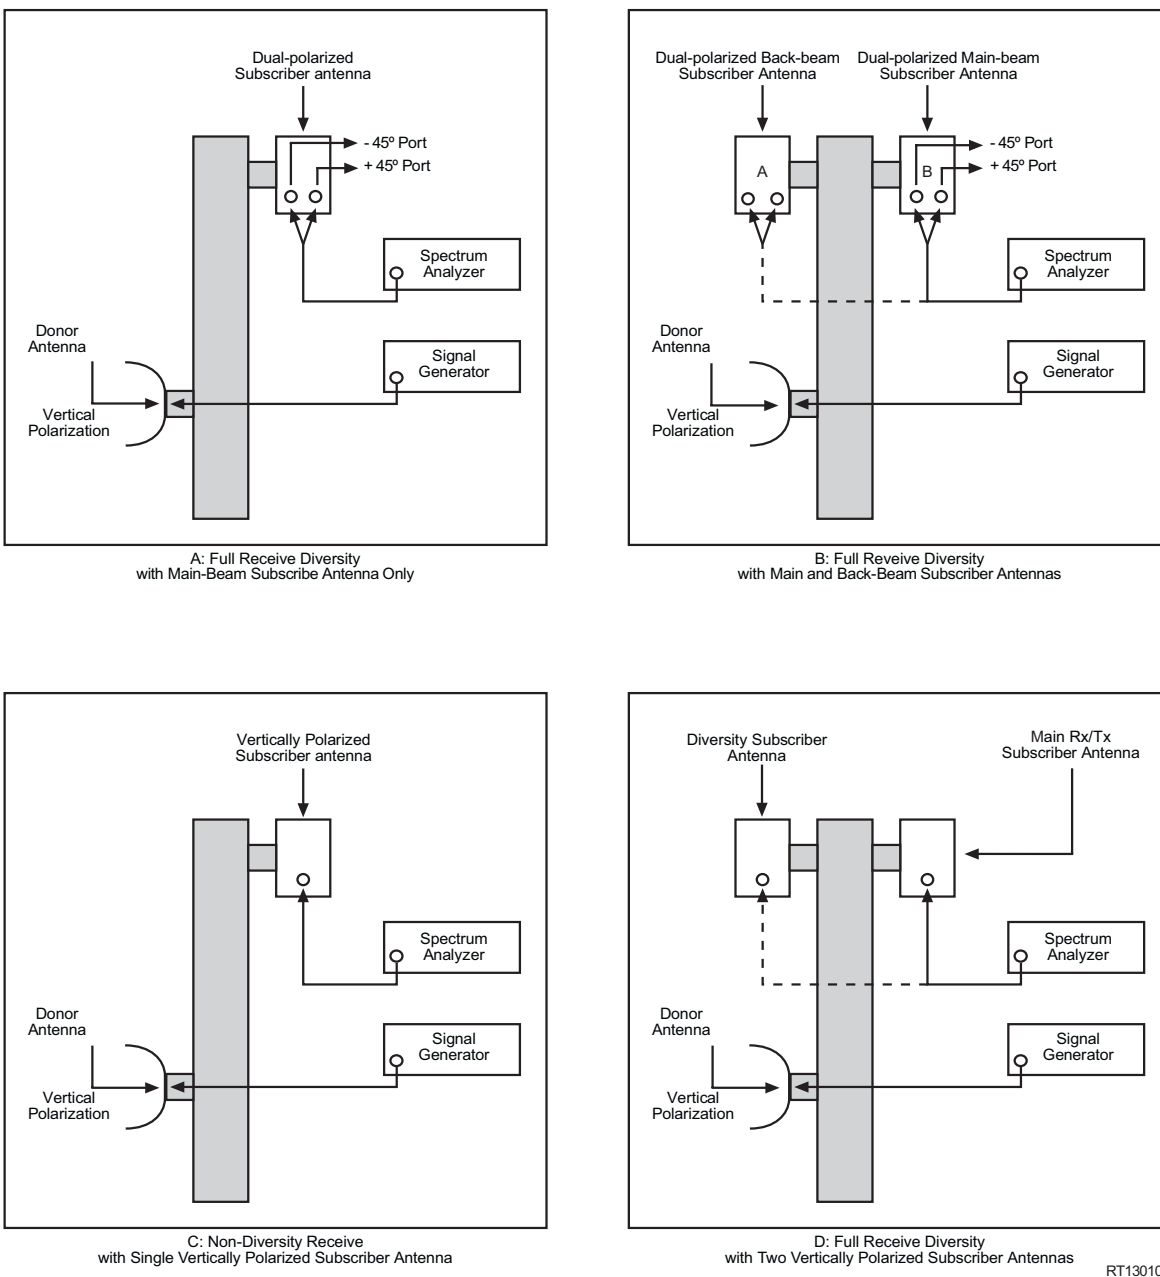 Dual-polarized
Subscriber antenna
- 45º Port
+ 45º Port
Spectrum
Analyzer
Donor
Antenna
Signal
Generator
Vertical
Polarization
A: Full Receive Diversity
with Main-Beam Subscribe Antenna Only
Dual-polarized Back-beam
Subscriber Antenna
Dual-polarized Main-beam
Subscriber Antenna
A
B
- 45º Port
+ 45º Port
Spectrum
Analyzer
Donor
Antenna
Signal
Generator
Vertical
Polarization
B: Full Reveive Diversity
with Main and Back-Beam Subscriber Antennas
Vertically Polarized
Subscriber antenna
Spectrum
Analyzer
Donor
Antenna
Signal
Generator
Vertical
Polarization
C: Non-Diversity Receive
with Single Vertically Polarized Subscriber Antenna
Diversity Subscriber
Antenna
Main Rx/Tx
Subscriber Antenna
Spectrum
Analyzer
Donor
Antenna
Signal
Generator
Vertical
Polarization
D: Full Receive Diversity
with Two Vertically Polarized Subscriber Antennas
RT13010